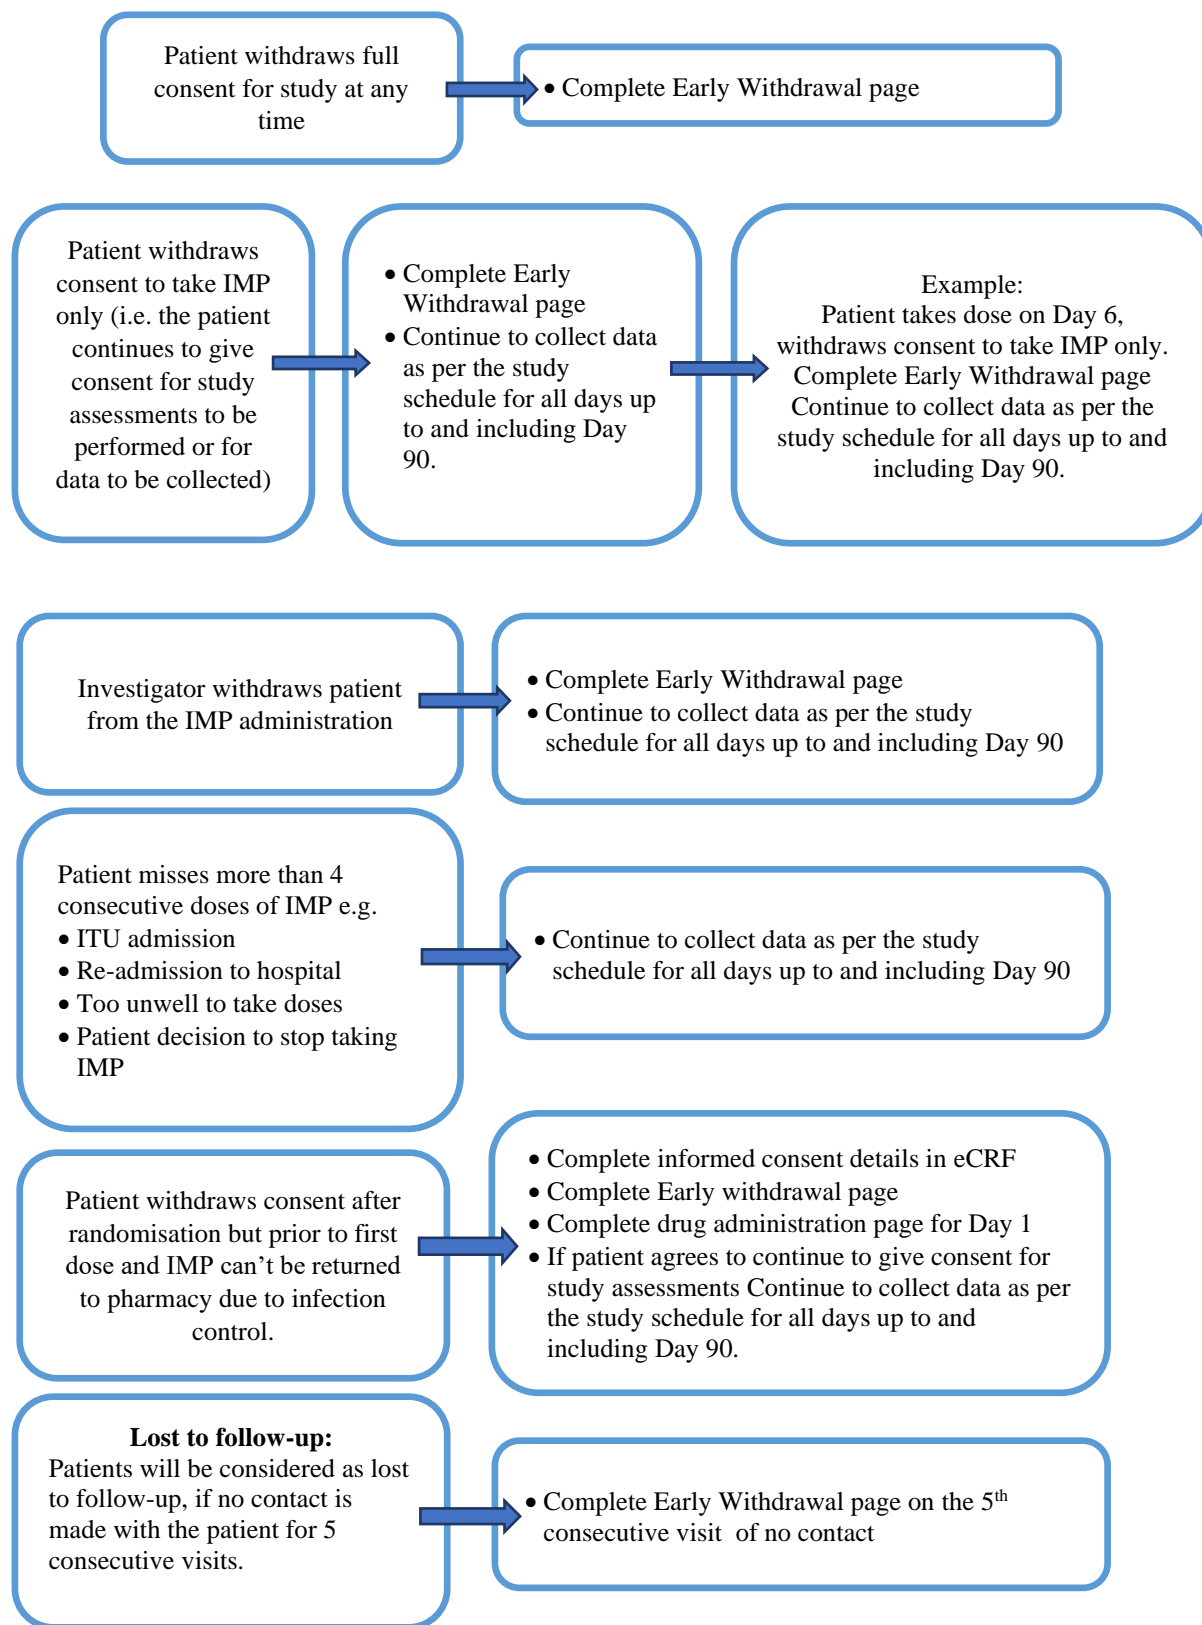 Patient withdraws full
consent for study at any
time
• Complete Early Withdrawal page
Patient withdraws
consent to take IMP
only (i.e. the patient
continues to give
consent for study
assessments to be
performed or for
data to be collected)
• Complete Early
Withdrawal page
• Continue to collect data
as per the study
schedule for all days up
to and including Day
90.
Example:
Patient takes dose on Day 6,
withdraws consent to take IMP only.
Complete Early Withdrawal page
Continue to collect data as per the
study schedule for all days up to and
including Day 90.
Investigator withdraws patient
from the IMP administration
• Complete Early Withdrawal page
• Continue to collect data as per the study
schedule for all days up to and including Day 90
Patient misses more than 4
consecutive doses of IMP e.g.
• ITU admission
• Re-admission to hospital
• Too unwell to take doses
• Patient decision to stop taking
IMP
• Continue to collect data as per the study
schedule for all days up to and including Day 90
Patient withdraws consent after
randomisation but prior to first
dose and IMP can’t be returned
to pharmacy due to infection
control.
• Complete informed consent details in eCRF
• Complete Early withdrawal page
• Complete drug administration page for Day 1
• If patient agrees to continue to give consent for
study assessments Continue to collect data as per
the study schedule for all days up to and
including Day 90.
Lost to follow-up:
Patients will be considered as lost
to follow-up, if no contact is
made with the patient for 5
consecutive visits.
• Complete Early Withdrawal page on the 5th
consecutive visit of no contact